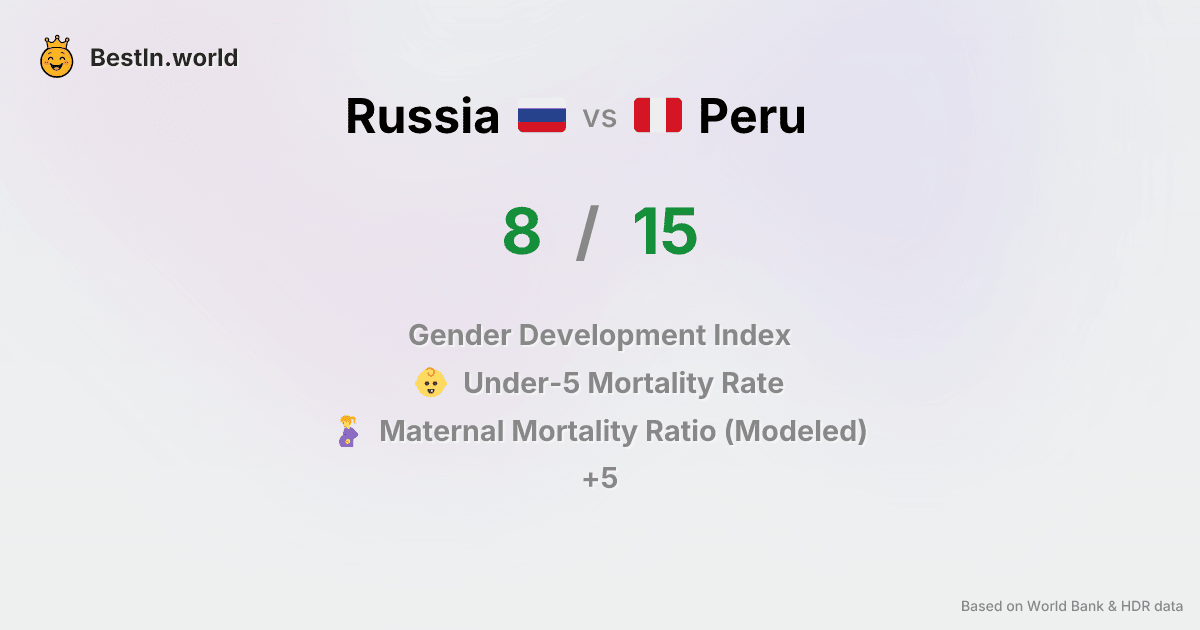 BestIn.world
Russia vs Peru
8 / 15
Gender Development Index
Under-5 Mortality Rate
Maternal Mortality Ratio (Modeled)
+5
Based on World Bank & HDR data